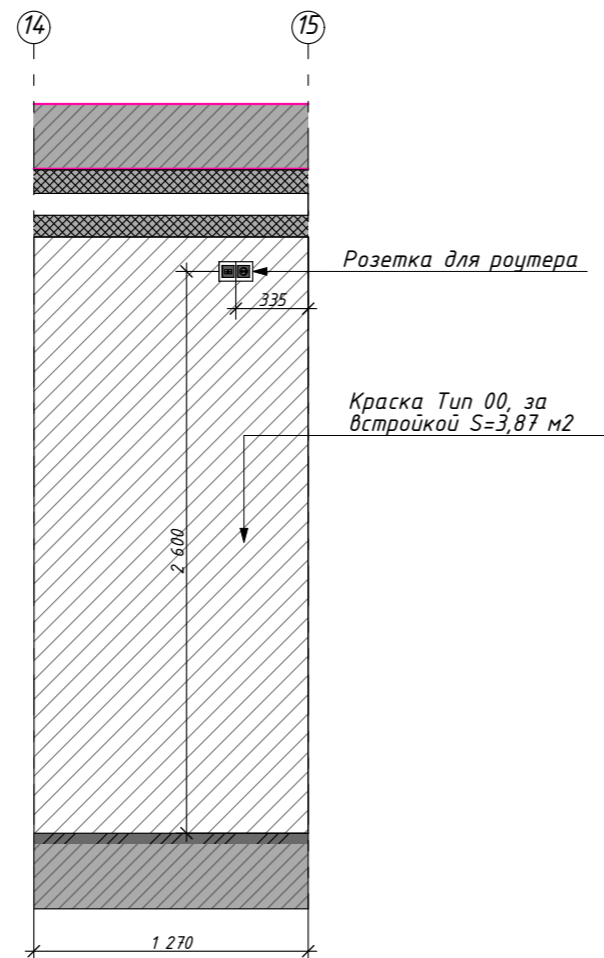 14
15
Розетка для роутера
335
Краска Тип 00, за
встройкой S=3,87 м2
2 600
1 270